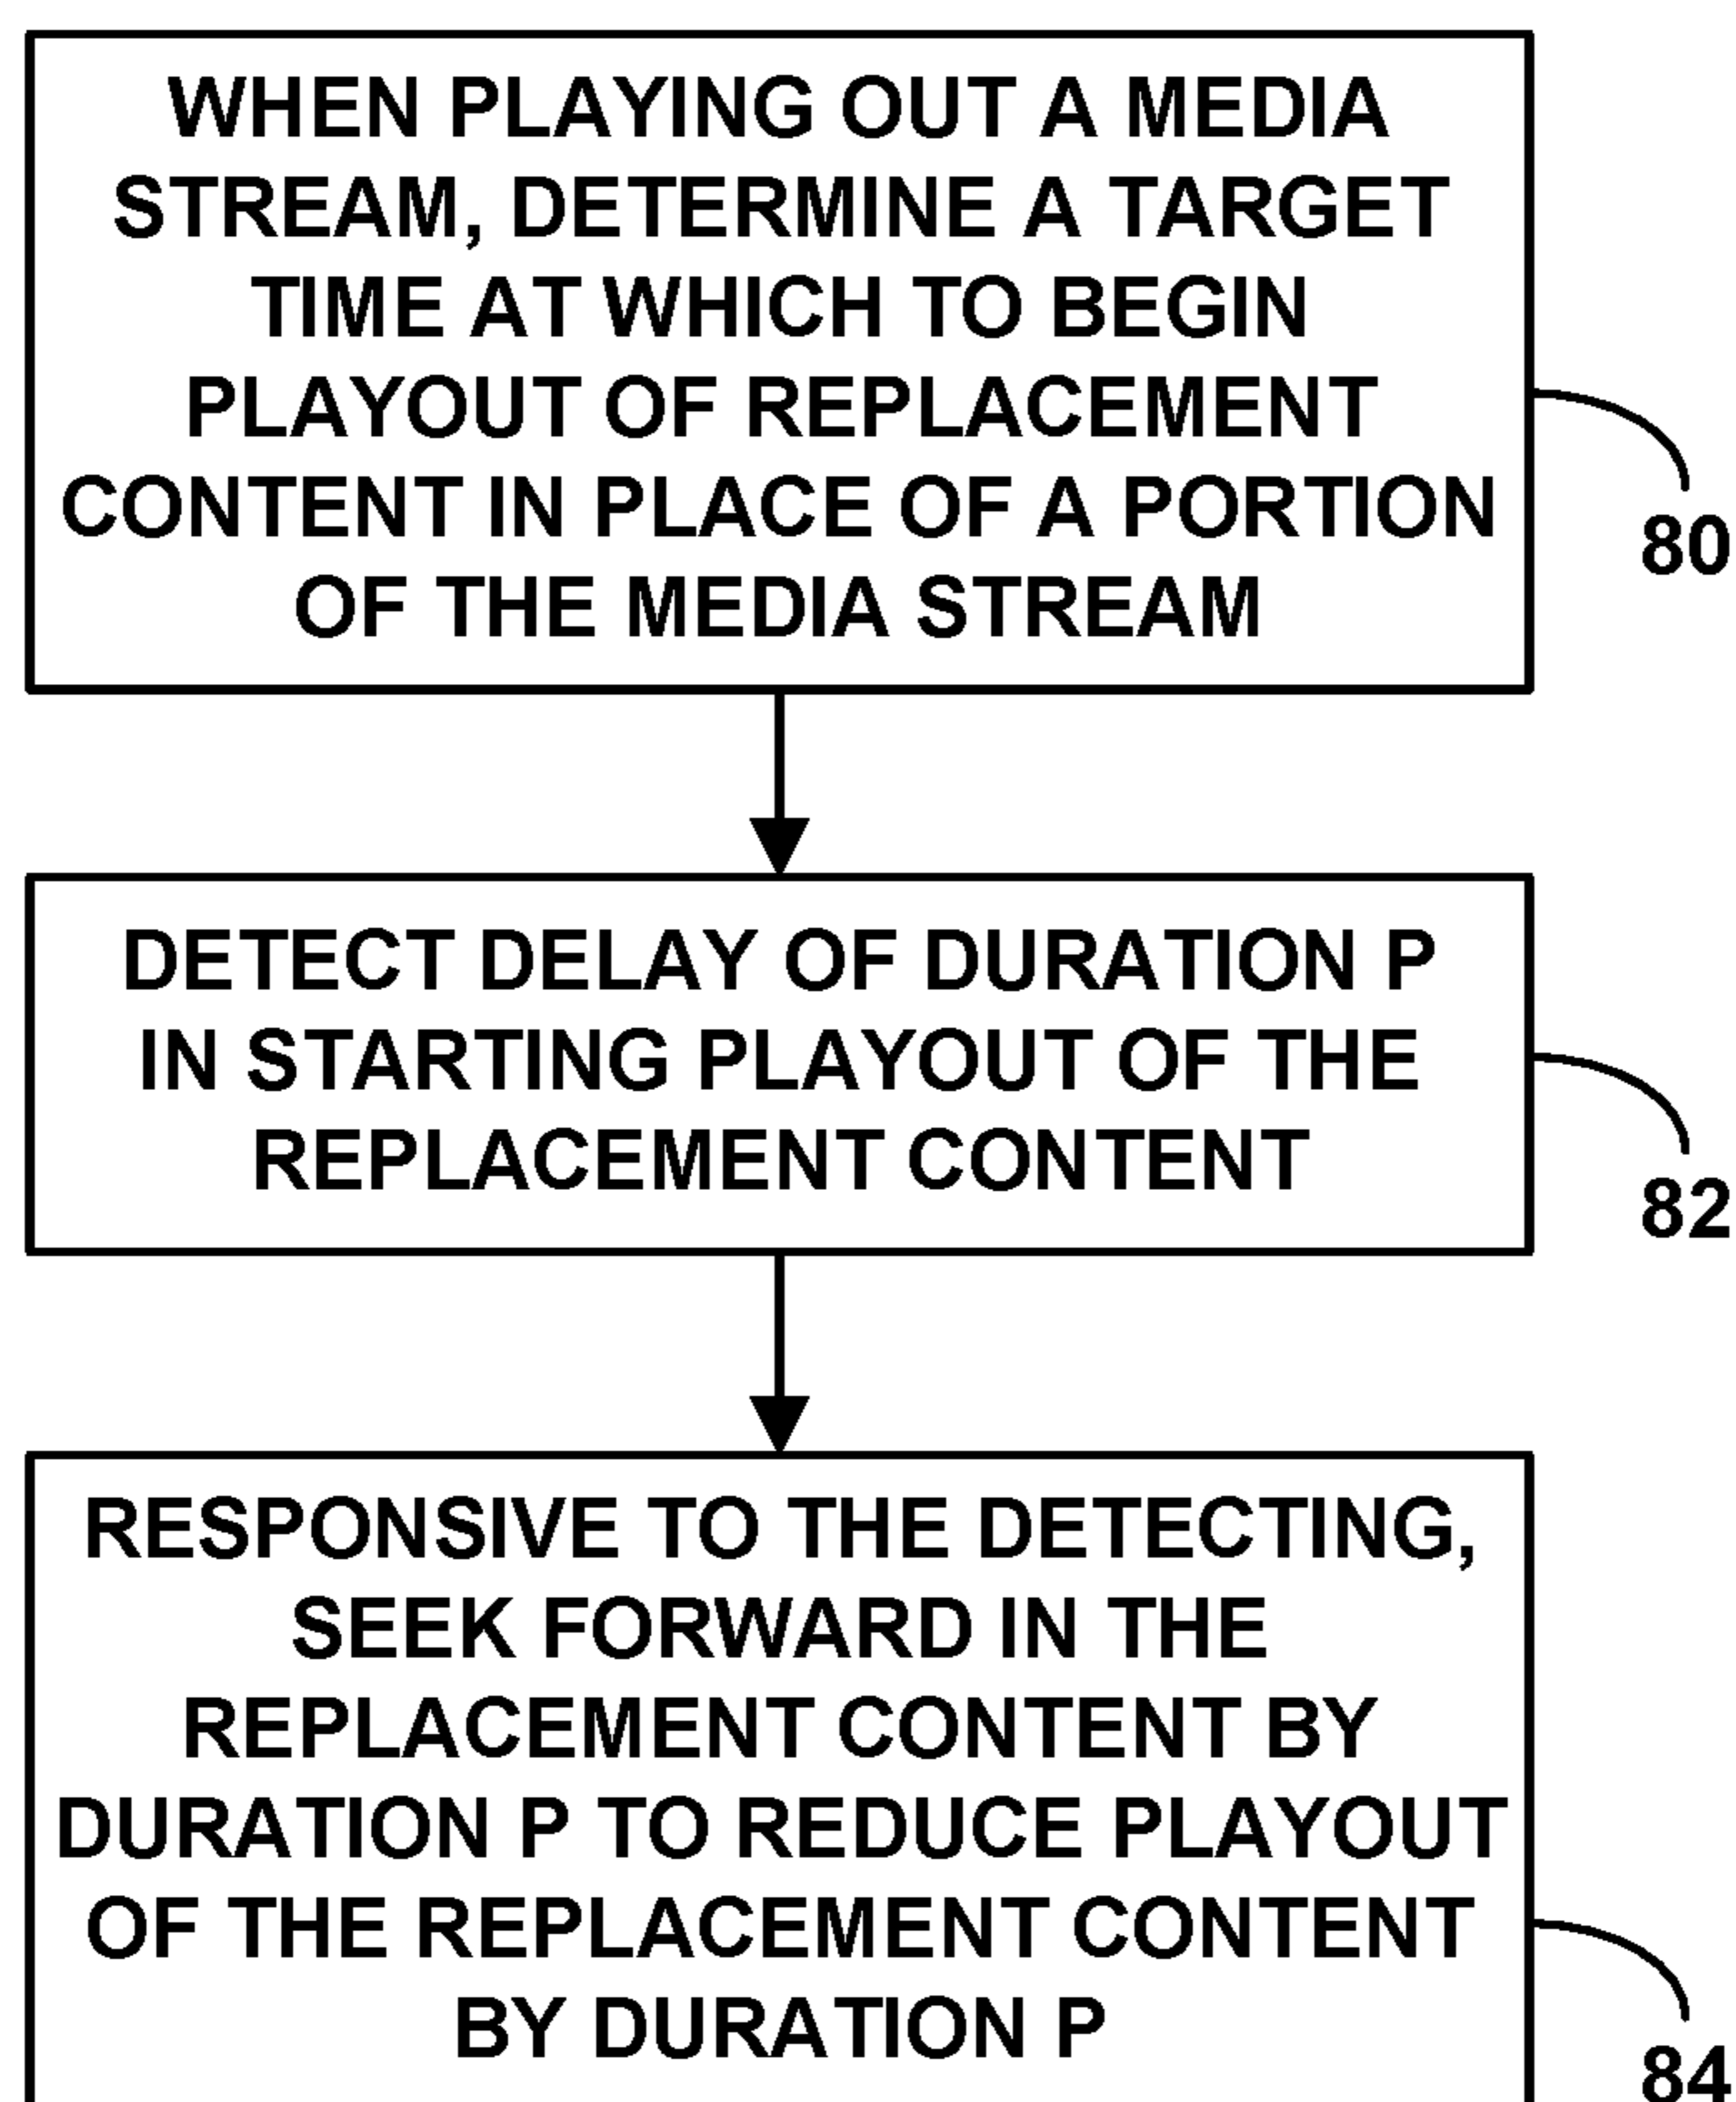 WHEN PLAYING OUT A MEDIA
STREAM, DETERMINE A TARGET
TIME AT WHICH TO BEGIN
PLAYOUT OF REPLACEMENT
CONTENT IN PLACE OF A PORTION
OF THE MEDIA STREAM
80
DETECT DELAY OF DURATION P
IN STARTING PLAYOUT OF THE
REPLACEMENT CONTENT
82
RESPONSIVE TO THE DETECTING,
SEEK FORWARD IN THE
REPLACEMENT CONTENT BY
DURATION P TO REDUCE PLAYOUT
OF THE REPLACEMENT CONTENT
BY DURATION P
84